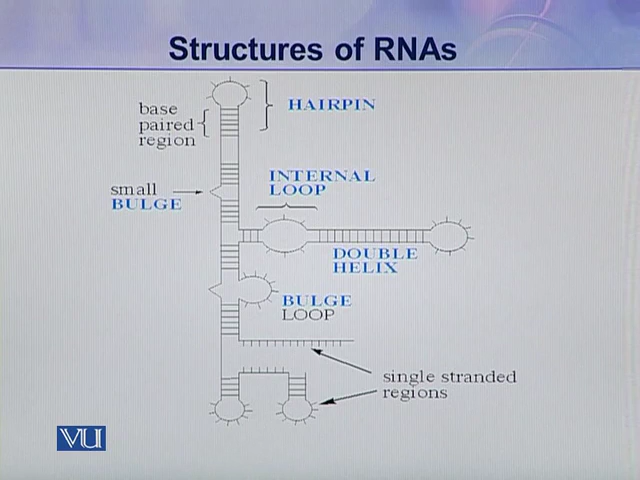 Structures of RNAs
base
paired
region
HAIRPIN
small
BULGE
INTERNAL
LOOP
DOUBLE
HELIX
BULGE
LOOP
single stranded
regions
VU